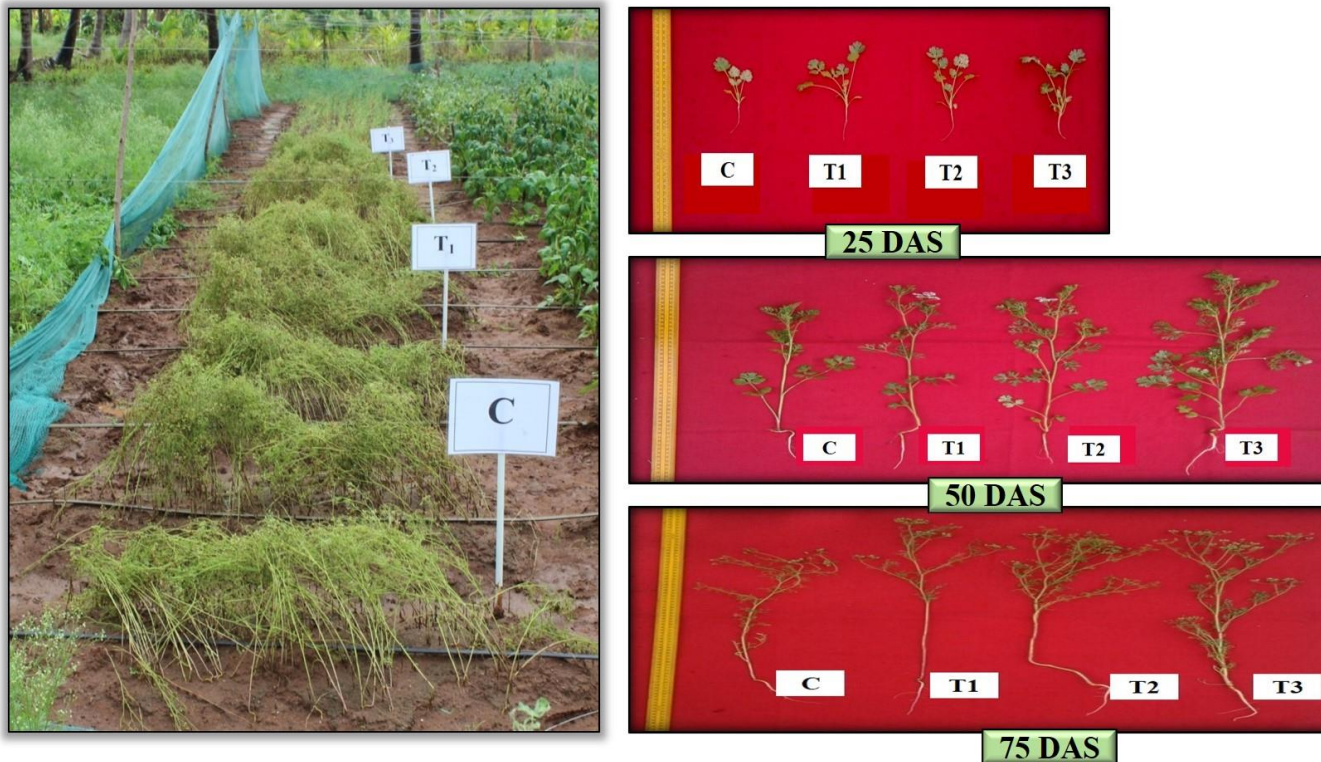 T₃
T₂
T₁
C
C T1 T2 T3
25 DAS
C T1 T2 T3
50 DAS
C T1 T2 T3
75 DAS